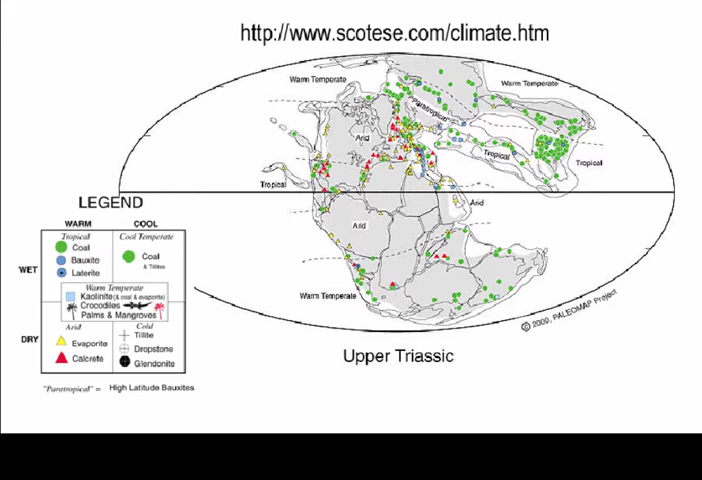 http://www.scotese.com/climate.htm
Warm Temperate
Warm Temperate
"Paratropical"
Arid
Tropical
Tropical
Tropical
Arid
Arid
Warm Temperate
© 2000, PALEOMAP Project
Upper Triassic
LEGEND
WARM COOL
WET
Tropical
Coal
Bauxite
Laterite
Cool Temperate
Coal
& Tillites
Warm Temperate
Kaolinite (& coal & evaporite)
Crocodiles
Palms & Mangroves
DRY
Arid
Evaporite
Calcrete
Cold
Tillite
Dropstone
Glendonite
"Paratropical" = High Latitude Bauxites